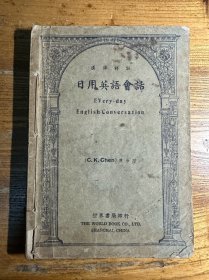 日用英語會話
Every-day
English Conversation
(C.K.Chen)
世界書局印行
THE WORLD BOOK CO., LTD.
SHANGHAI, CHINA